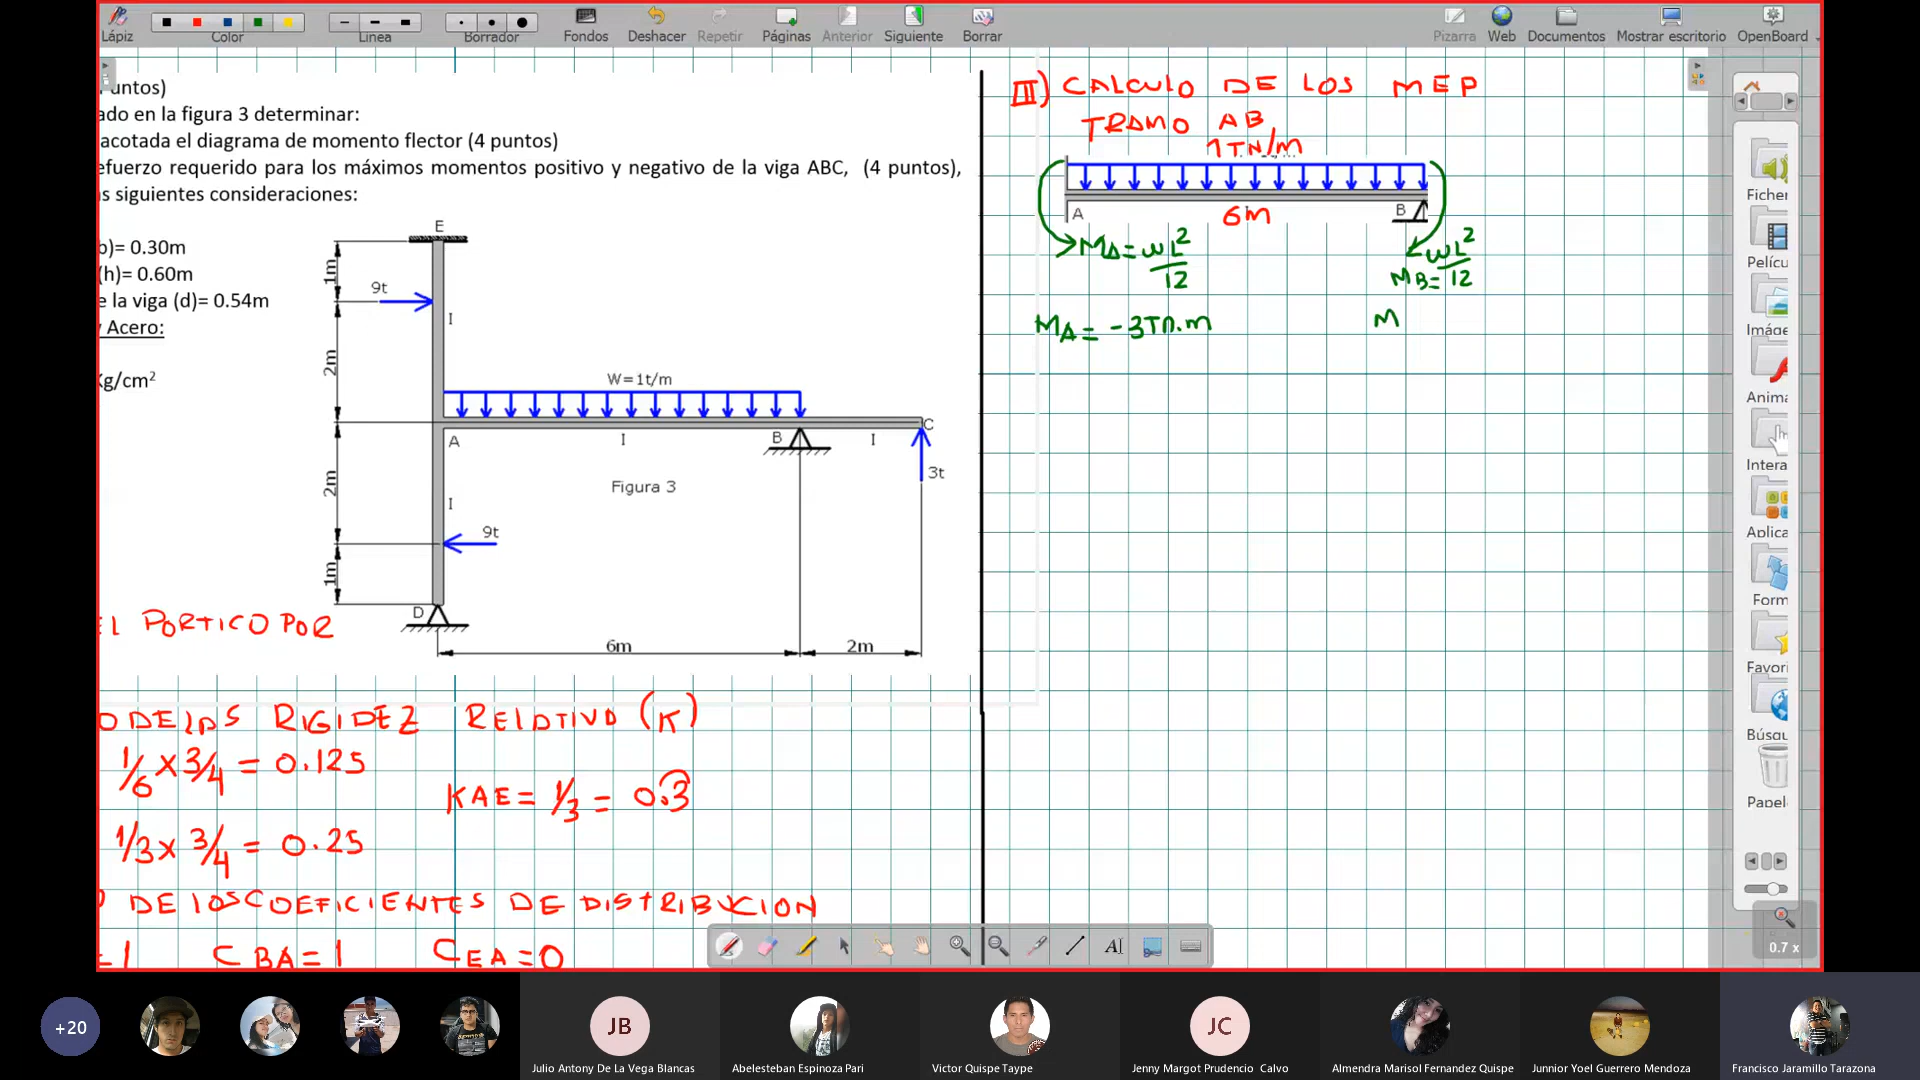 Lápiz
Color
Línea
Borrador
Fondos
Deshacer
Repetir
Páginas
Anterior
Siguiente
Borrar
Pizarra
Web
Documentos
Mostrar escritorio
OpenBoard
untos)
ado en la figura 3 determinar:
acotada el diagrama de momento flector (4 puntos)
efuerzo requerido para los máximos momentos positivo y negativo de la viga ABC, (4 puntos),
s siguientes consideraciones:
b)= 0.30m
(h)= 0.60m
e la viga (d)= 0.54m
Acero:
Kg/cm²
E
1m
9t
I
2m
W=1t/m
A
I
B
I
C
2m
I
3t
Figura 3
9t
1m
D
6m
2m
EL PORTICO POR
O DE LAS RIGIDEZ RELATIVO (K)
1/6 x 3/4 = 0.125
KAE = 1/3 = 0.3
1/3 x 3/4 = 0.25
O DE LOS COEFICIENTES DE DISTRIBUCION
=1 CBA=1 CEA=0
III) CALCULO DE LOS MEP
TRAMO AB
1TN/m
A
6m
B
MA = wL²/12
MB = wL²/12
MA = -3Tn.m
M
Ficher
Pelícu
Imáge
Anima
Intera
Aplica
Form
Favori
Búsqu
Papel
0.7 x
+20
JB
Julio Antony De La Vega Blancas
Abelesteban Espinoza Pari
Victor Quispe Taype
JC
Jenny Margot Prudencio Calvo
Almendra Marisol Fernandez Quispe
Junnior Yoel Guerrero Mendoza
Francisco Jaramillo Tarazona